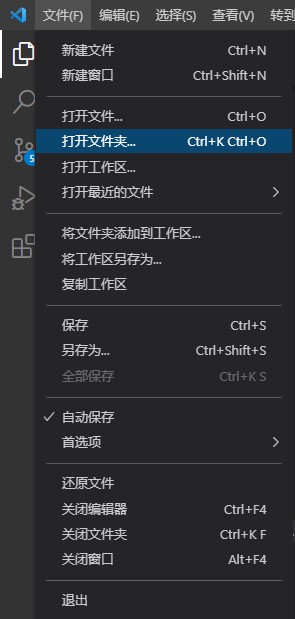 文件(F) 编辑(E) 选择(S) 查看(V) 转到
新建文件 Ctrl+N
新建窗口 Ctrl+Shift+N
打开文件... Ctrl+O
打开文件夹... Ctrl+K Ctrl+O
打开工作区...
打开最近的文件
将文件夹添加到工作区...
将工作区另存为...
复制工作区
保存 Ctrl+S
另存为... Ctrl+Shift+S
全部保存 Ctrl+K S
自动保存
首选项
还原文件
关闭编辑器 Ctrl+F4
关闭文件夹 Ctrl+K F
关闭窗口 Alt+F4
退出
5